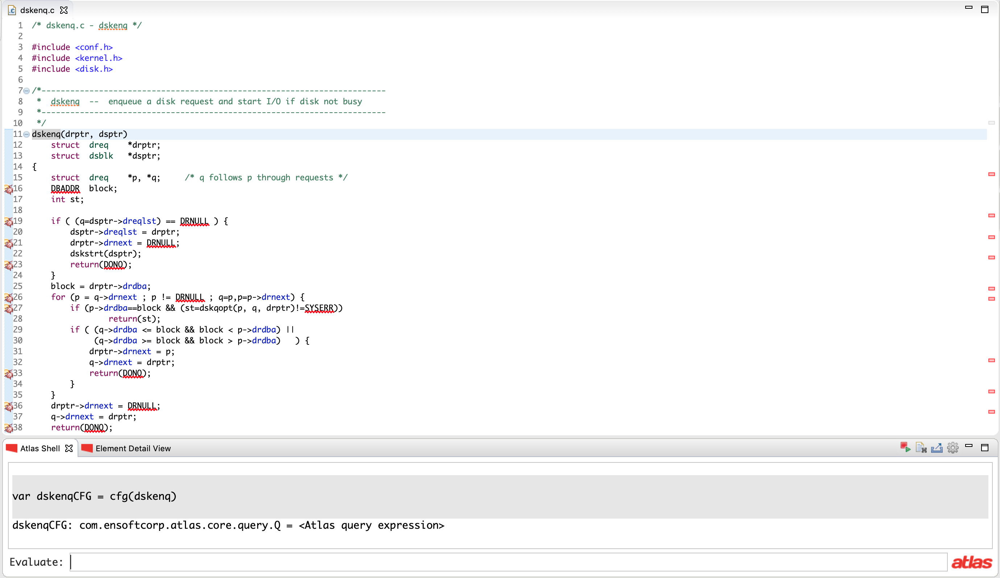 dskenq.c
1 /* dskenq.c - dskenq */
2
3 #include <conf.h>
4 #include <kernel.h>
5 #include <disk.h>
6
7 /*------------------------------------------------------------------------
8  *  dskenq  --  enqueue a disk request and start I/O if disk not busy
9  *------------------------------------------------------------------------
10  */
11 dskenq(drptr, dsptr)
12     struct  dreq    *drptr;
13     struct  dsblk   *dsptr;
14 {
15     struct  dreq    *p, *q;     /* q follows p through requests */
16     DBADDR  block;
17     int st;
18
19     if ( (q=dsptr->dreqlst) == DRNULL ) {
20         dsptr->dreqlst = drptr;
21         drptr->drnext = DRNULL;
22         dskstrt(dsptr);
23         return(DONQ);
24     }
25     block = drptr->drdba;
26     for (p = q->drnext ; p != DRNULL ; q=p,p=p->drnext) {
27         if (p->drdba==block && (st=dskqopt(p, q, drptr)!=SYSERR))
28                 return(st);
29         if ( (q->drdba <= block && block < p->drdba) ||
30              (q->drdba >= block && block > p->drdba)   ) {
31             drptr->drnext = p;
32             q->drnext = drptr;
33             return(DONQ);
34         }
35     }
36     drptr->drnext = DRNULL;
37     q->drnext = drptr;
38     return(DONQ);
Atlas Shell Element Detail View
var dskenqCFG = cfg(dskenq)
dskenqCFG: com.ensoftcorp.atlas.core.query.Q = <Atlas query expression>
Evaluate:
atlas